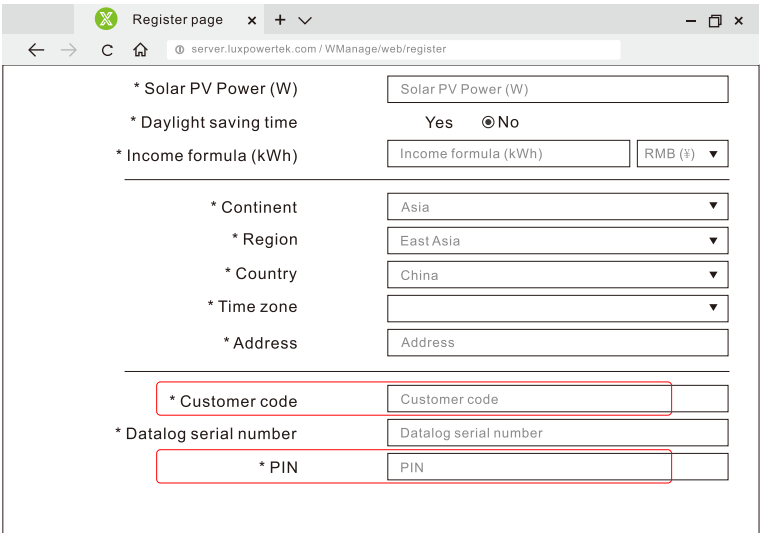 Register page
server.luxpowertek.com / WManage/web/register
* Solar PV Power (W) Solar PV Power (W)
* Daylight saving time Yes No
* Income formula (kWh) Income formula (kWh) RMB (¥)
* Continent Asia
* Region East Asia
* Country China
* Time zone
* Address Address
* Customer code Customer code
* Datalog serial number Datalog serial number
* PIN PIN